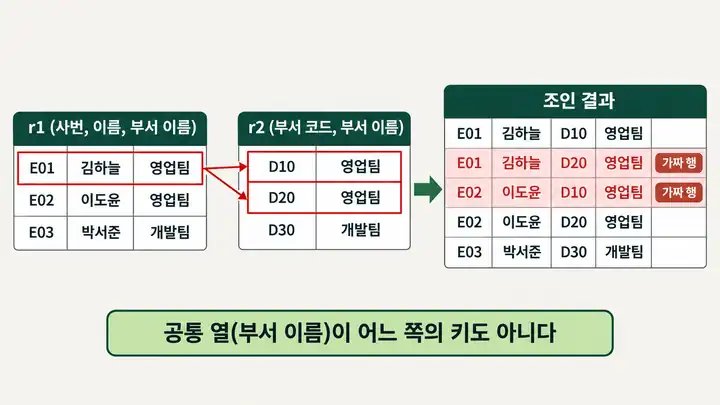 r1 (사번, 이름, 부서 이름)
E01 김하늘 영업팀
E02 이도윤 영업팀
E03 박서준 개발팀
r2 (부서 코드, 부서 이름)
D10 영업팀
D20 영업팀
D30 개발팀
조인 결과
E01 김하늘 D10 영업팀
E01 김하늘 D20 영업팀 가짜 행
E02 이도윤 D10 영업팀 가짜 행
E02 이도윤 D20 영업팀
E03 박서준 D30 개발팀
공통 열(부서 이름)이 어느 쪽의 키도 아니다